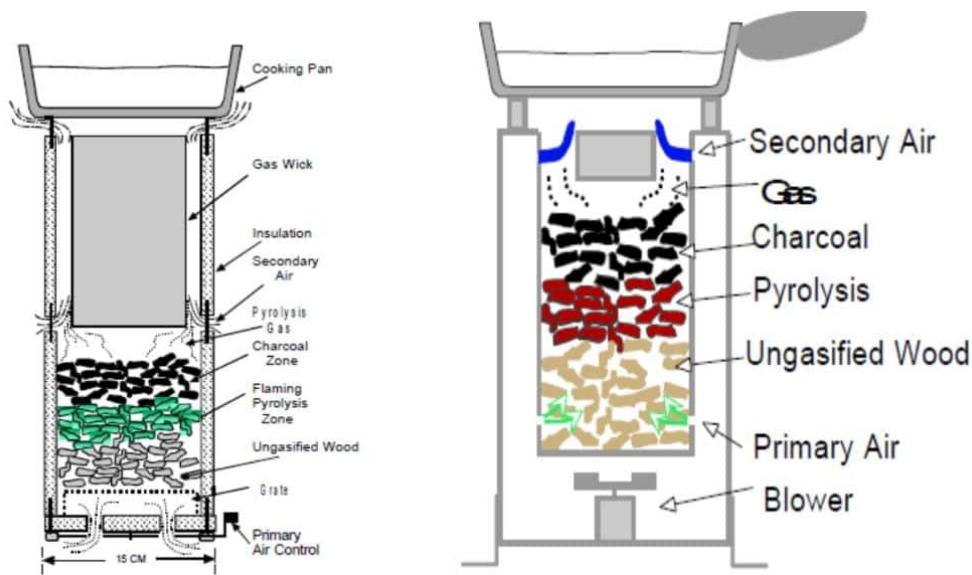 Cooking Pan
Gas Wick
Insulation
Secondary
Air
Pyrolysis
Gas
Charcoal
Zone
Flaming
Pyrolysis
Zone
Ungasified Wood
Grate
Primary
Air Control
15 CM
Secondary Air
Gas
Charcoal
Pyrolysis
Ungasified Wood
Primary Air
Blower